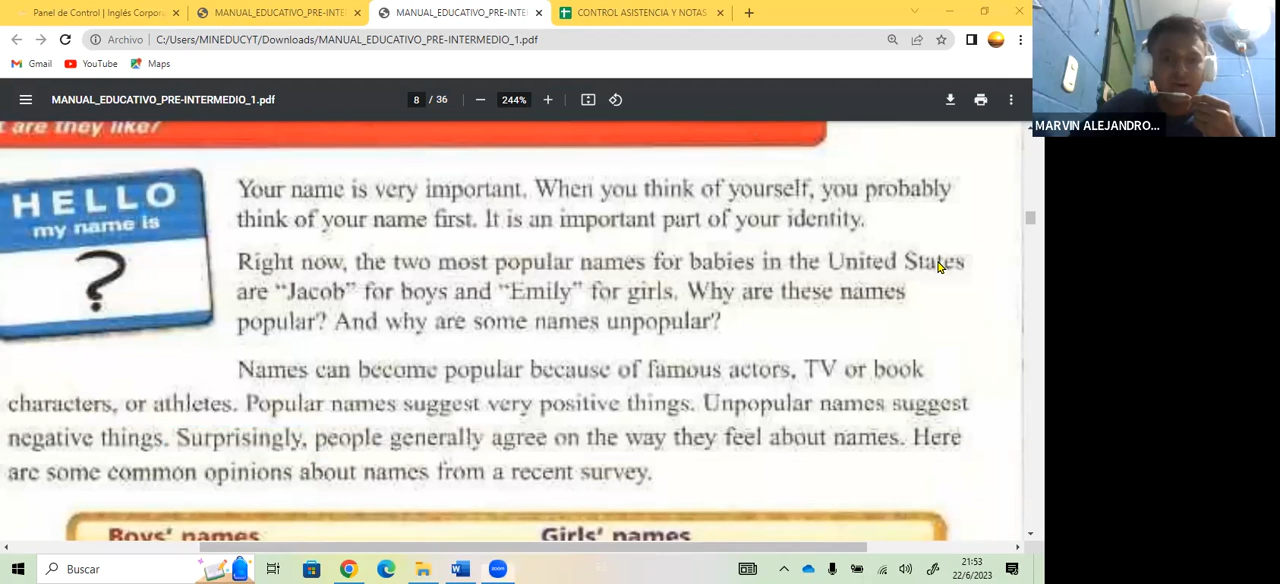 Panel de Control | Inglés Corpora
MANUAL_EDUCATIVO_PRE-INTE
MANUAL_EDUCATIVO_PRE-INTE
CONTROL ASISTENCIA Y NOTAS
Archivo
C:/Users/MINEDUCYT/Downloads/MANUAL_EDUCATIVO_PRE-INTERMEDIO_1.pdf
Gmail
YouTube
Maps
MANUAL_EDUCATIVO_PRE-INTERMEDIO_1.pdf
8 / 36
244%
MARVIN ALEJANDRO...
t are they like?
HELLO
my name is
?
Your name is very important. When you think of yourself, you probably
think of your name first. It is an important part of your identity.
Right now, the two most popular names for babies in the United States
are “Jacob” for boys and “Emily” for girls. Why are these names
popular? And why are some names unpopular?
Names can become popular because of famous actors, TV or book
characters, or athletes. Popular names suggest very positive things. Unpopular names suggest
negative things. Surprisingly, people generally agree on the way they feel about names. Here
are some common opinions about names from a recent survey.
Boys' names
Girls' names
Buscar
zoom
21:53
22/6/2023